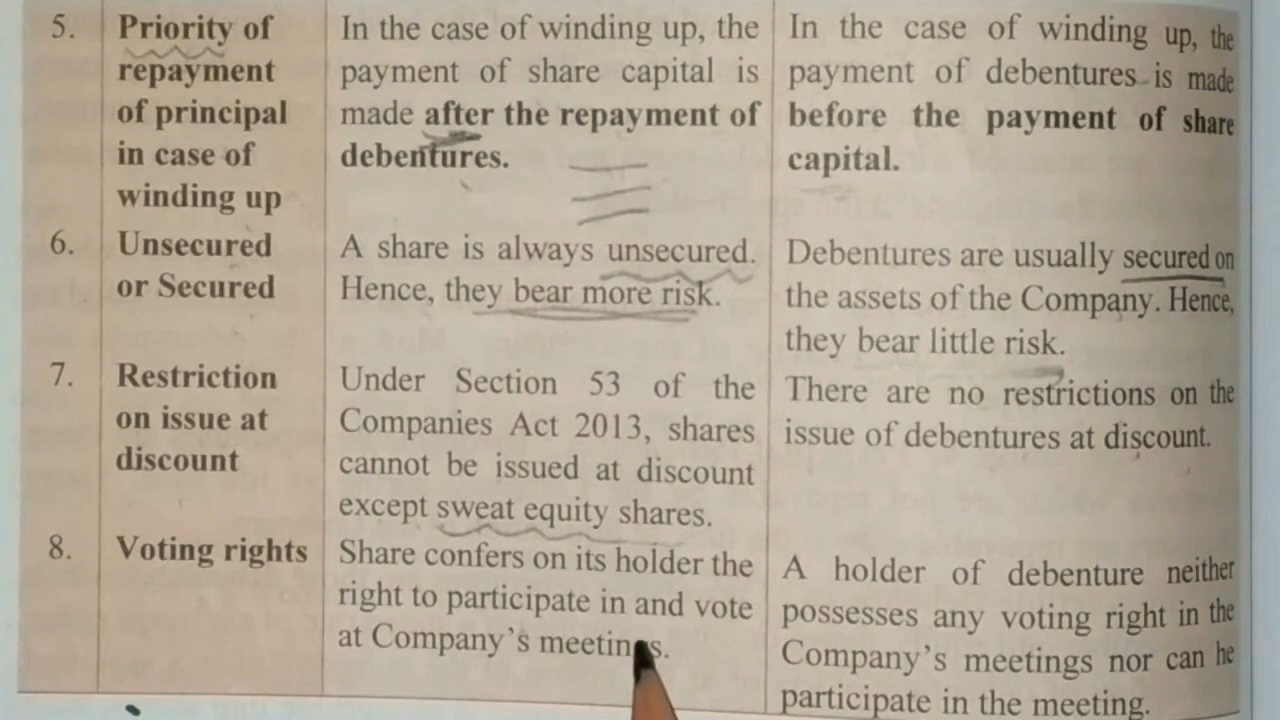 5. Priority of
repayment
of principal
in case of
winding up
In the case of winding up, the
payment of share capital is
made after the repayment of
debentures.
In the case of winding up, the
payment of debentures is made
before the payment of share
capital.
6. Unsecured
or Secured
A share is always unsecured.
Hence, they bear more risk.
Debentures are usually secured on
the assets of the Company. Hence,
they bear little risk.
7. Restriction
on issue at
discount
Under Section 53 of the
Companies Act 2013, shares
cannot be issued at discount
except sweat equity shares.
There are no restrictions on the
issue of debentures at discount.
8. Voting rights
Share confers on its holder the
right to participate in and vote
at Company's meetings.
A holder of debenture neither
possesses any voting right in the
Company's meetings nor can he
participate in the meeting.